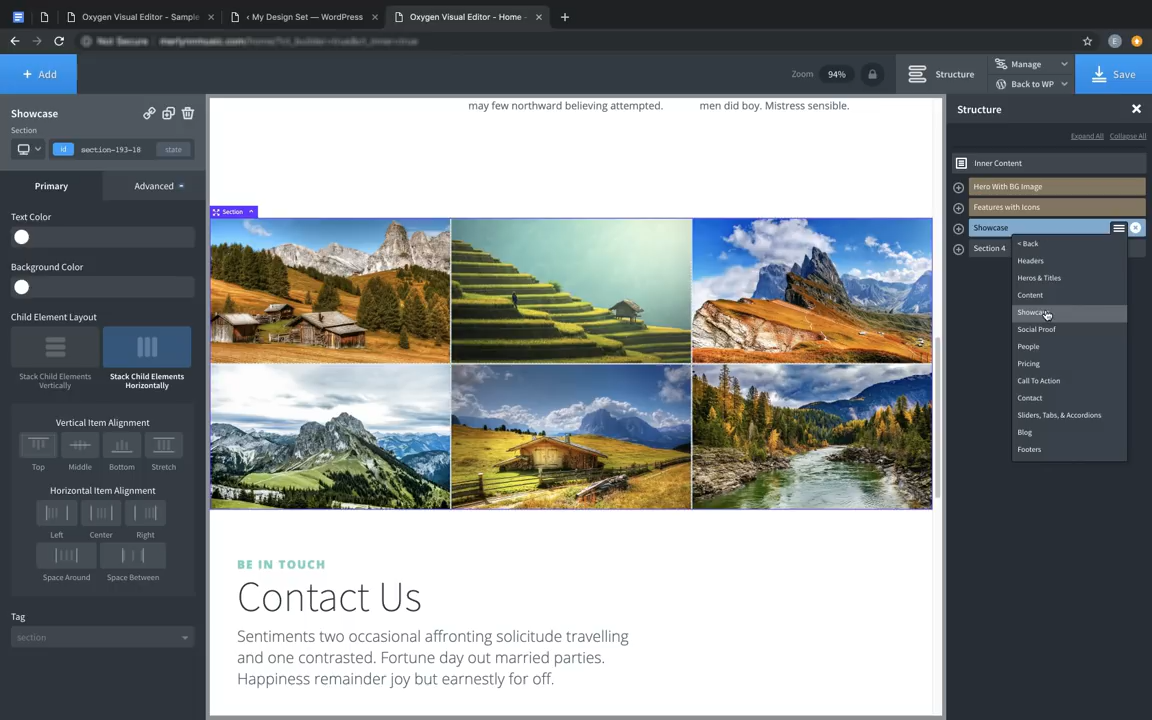 Oxygen Visual Editor - Sample
‹ My Design Set — WordPress
Oxygen Visual Editor - Home -
Not Secure
E
+ Add
Zoom 94%
Structure
Manage
Back to WP
Save
Showcase
Section
id section-193-18 state
Primary
Advanced
Text Color
Background Color
Child Element Layout
Stack Child Elements
Vertically
Stack Child Elements
Horizontally
Vertical Item Alignment
Top Middle Bottom Stretch
Horizontal Item Alignment
Left Center Right
Space Around Space Between
Tag
section
may few northward believing attempted.
men did boy. Mistress sensible.
Section
BE IN TOUCH
Contact Us
Sentiments two occasional affronting solicitude travelling
and one contrasted. Fortune day out married parties.
Happiness remainder joy but earnestly for off.
Structure
Expand All Collapse All
Inner Content
Hero With BG Image
Features with Icons
Showcase
Section 4
< Back
Headers
Heros & Titles
Content
Showcase
Social Proof
People
Pricing
Call To Action
Contact
Sliders, Tabs, & Accordions
Blog
Footers